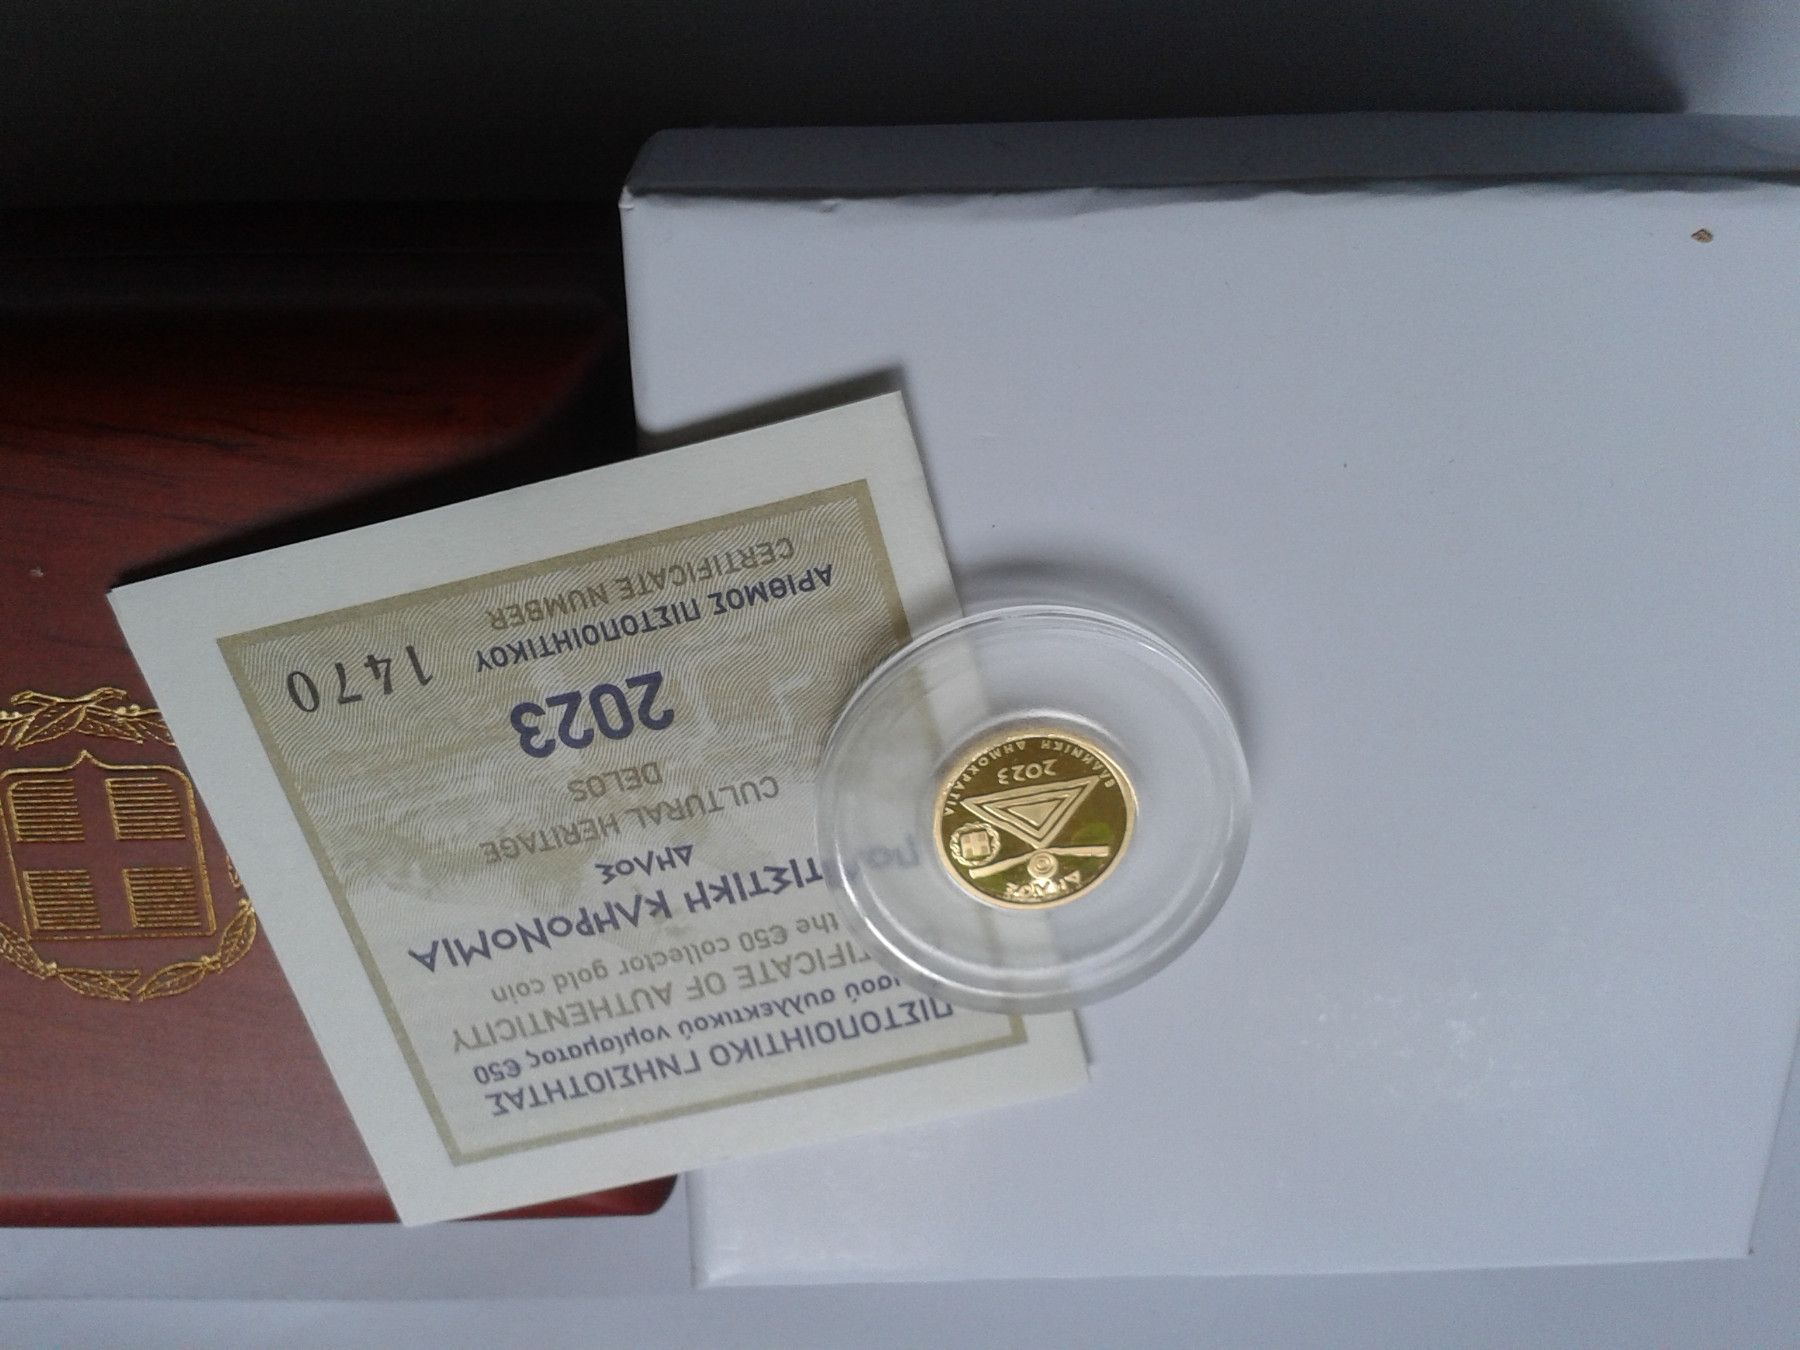 ΠΙΣΤΟΠΟΙΗΤΙΚΟ ΓΝΗΣΙΟΤΗΤΑΣ
συλλεκτικού νομίσματος €50
OF AUTHENTICITY
the €50 collector gold coin
ΚΛΗΡΟΝΟΜΙΑ
ΔΗΛΟΣ
CULTURAL HERITAGE
DELOS
2023
ΑΡΙΘΜΟΣ ΠΙΣΤΟΠΟΙΗΤΙΚΟΥ 1470
CERTIFICATE NUMBER
ΔΗΛΟΣ
2023
ΕΛΛΗΝΙΚΗ ΔΗΜΟΚΡΑΤΙΑ